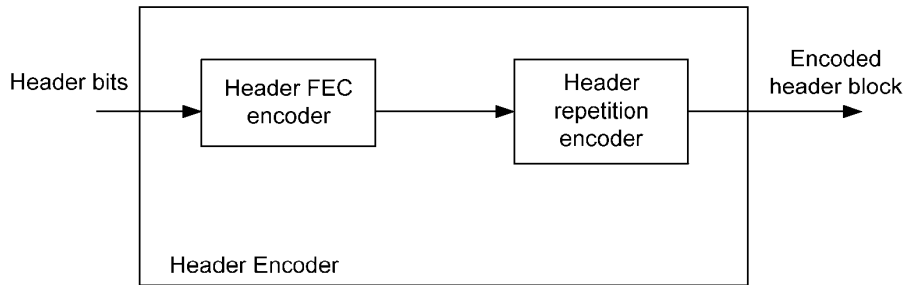 Header bits
Header FEC
encoder
Header
repetition
encoder
Encoded
header block
Header Encoder